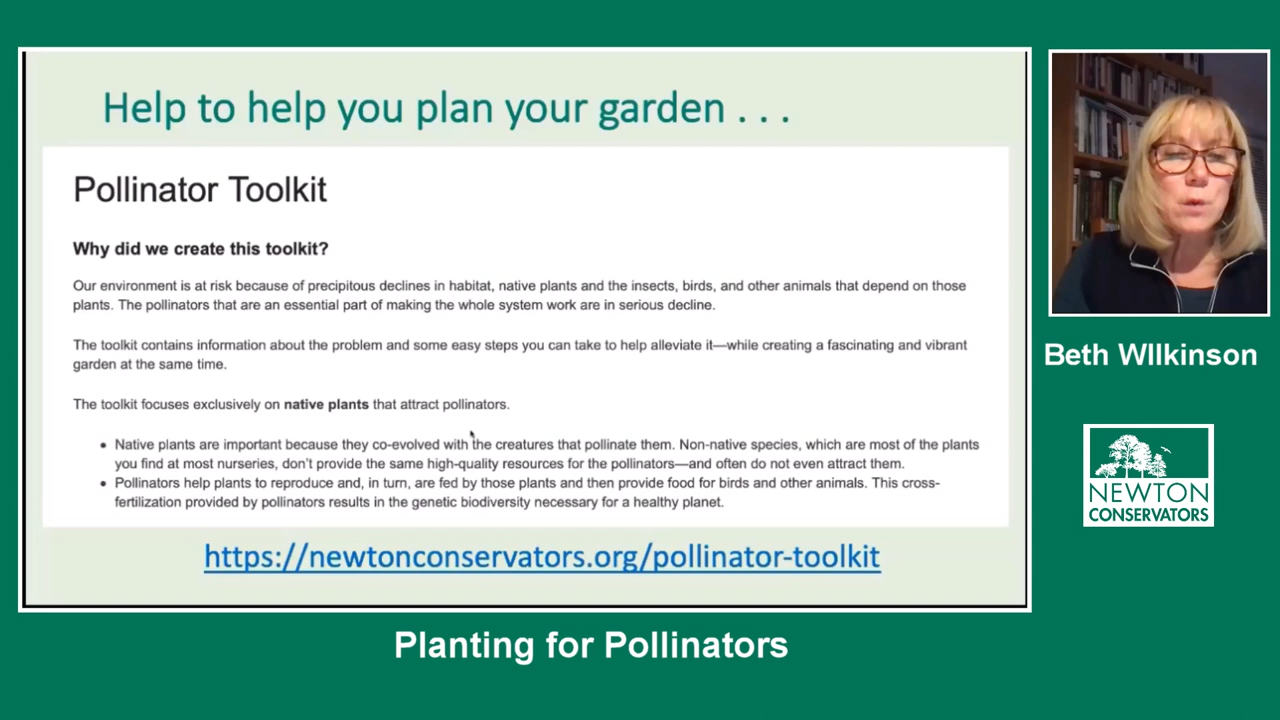 Help to help you plan your garden . . .
Pollinator Toolkit
Why did we create this toolkit?
Our environment is at risk because of precipitous declines in habitat, native plants and the insects, birds, and other animals that depend on those
plants. The pollinators that are an essential part of making the whole system work are in serious decline.
The toolkit contains information about the problem and some easy steps you can take to help alleviate it—while creating a fascinating and vibrant
garden at the same time.
The toolkit focuses exclusively on native plants that attract pollinators.
• Native plants are important because they co-evolved with the creatures that pollinate them. Non-native species, which are most of the plants
you find at most nurseries, don't provide the same high-quality resources for the pollinators—and often do not even attract them.
• Pollinators help plants to reproduce and, in turn, are fed by those plants and then provide food for birds and other animals. This cross-
fertilization provided by pollinators results in the genetic biodiversity necessary for a healthy planet.
https://newtonconservators.org/pollinator-toolkit
Beth WIlkinson
NEWTON
CONSERVATORS
Planting for Pollinators